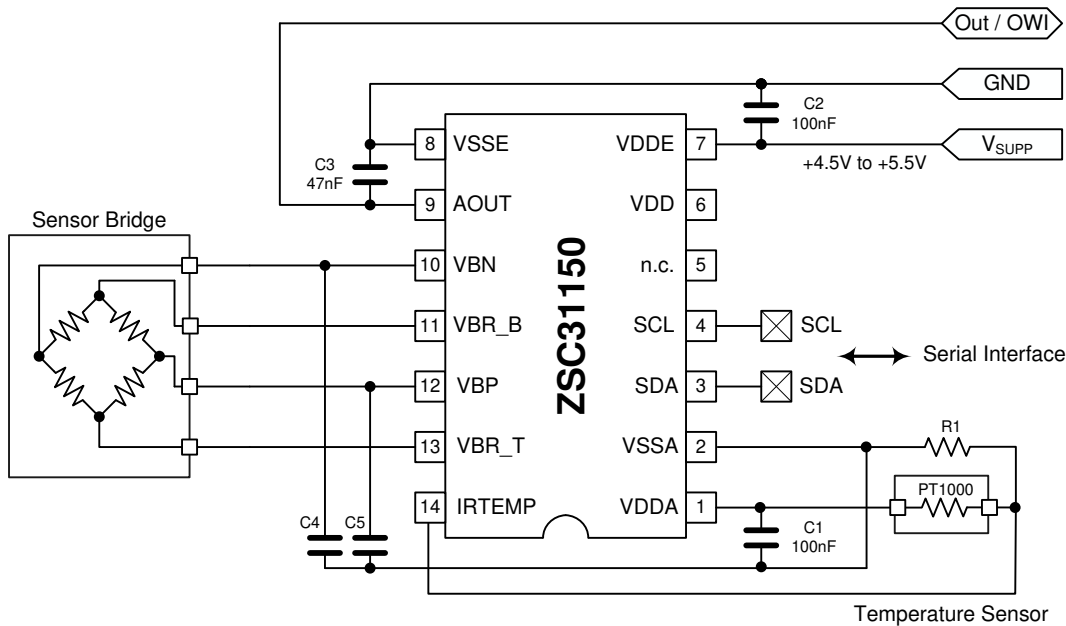 Out / OWI
GND
C2
100nF
V_SUPP
+4.5V to +5.5V
C3
47nF
8 VSSE
VDDE 7
9 AOUT
VDD 6
Sensor Bridge
10 VBN
n.c. 5
11 VBR_B
SCL 4
SCL
ZSC31150
Serial Interface
12 VBP
SDA 3
SDA
13 VBR_T
VSSA 2
R1
PT1000
14 IRTEMP
VDDA 1
C4
C5
C1
100nF
Temperature Sensor